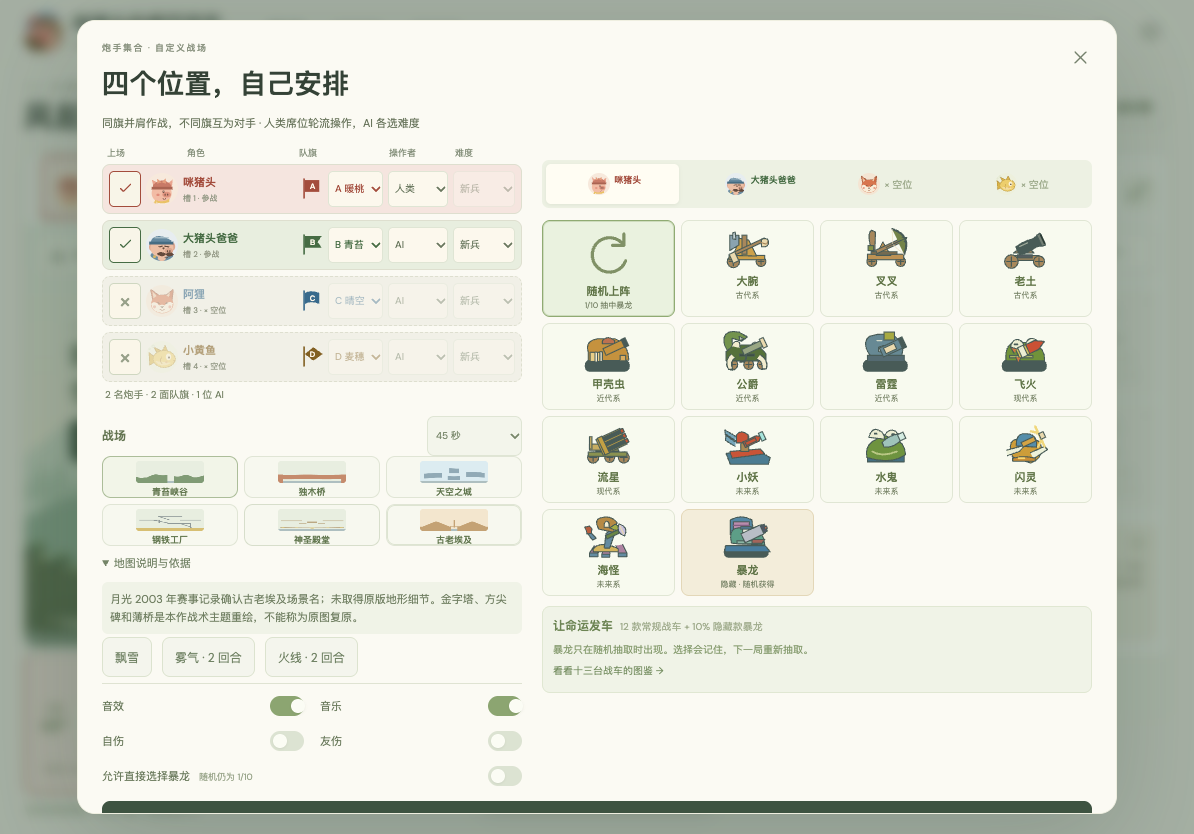 炮手集合 · 自定义战场
四个位置，自己安排
同旗并肩作战，不同旗互为对手 · 人类席位轮流操作，AI 各选难度
上场 角色 队旗 操作者 难度
咪猪头
槽 1 · 参战
A
A 暖桃
人类
新兵
大猪头爸爸
槽 2 · 参战
B
B 青苔
AI
新兵
阿狸
槽 3 · × 空位
C
C 晴空
AI
新兵
小黄鱼
槽 4 · × 空位
D
D 麦穗
AI
新兵
2 名炮手 · 2 面队旗 · 1 位 AI
战场
45 秒
青苔峡谷
独木桥
天空之城
钢铁工厂
神圣殿堂
古老埃及
▼ 地图说明与依据
月光 2003 年赛事记录确认古老埃及场景名；未取得原版地形细节。金字塔、方尖
碑和薄桥是本作战术主题重绘，不能称为原图复原。
飘雪
雾气 · 2 回合
火线 · 2 回合
音效
音乐
自伤
友伤
允许直接选择暴龙 随机仍为 1/10
咪猪头
大猪头爸爸
× 空位
× 空位
随机上阵
1/10 抽中暴龙
大腕
古代系
叉叉
古代系
老土
古代系
甲壳虫
近代系
公爵
近代系
雷霆
近代系
飞火
现代系
流星
现代系
小妖
未来系
水鬼
未来系
闪灵
未来系
海怪
未来系
暴龙
隐藏 · 随机获得
让命运发车 12 款常规战车 + 10% 隐藏款暴龙
暴龙只在随机抽取时出现。选择会记住，下一局重新抽取。
看看十三台战车的图鉴 →